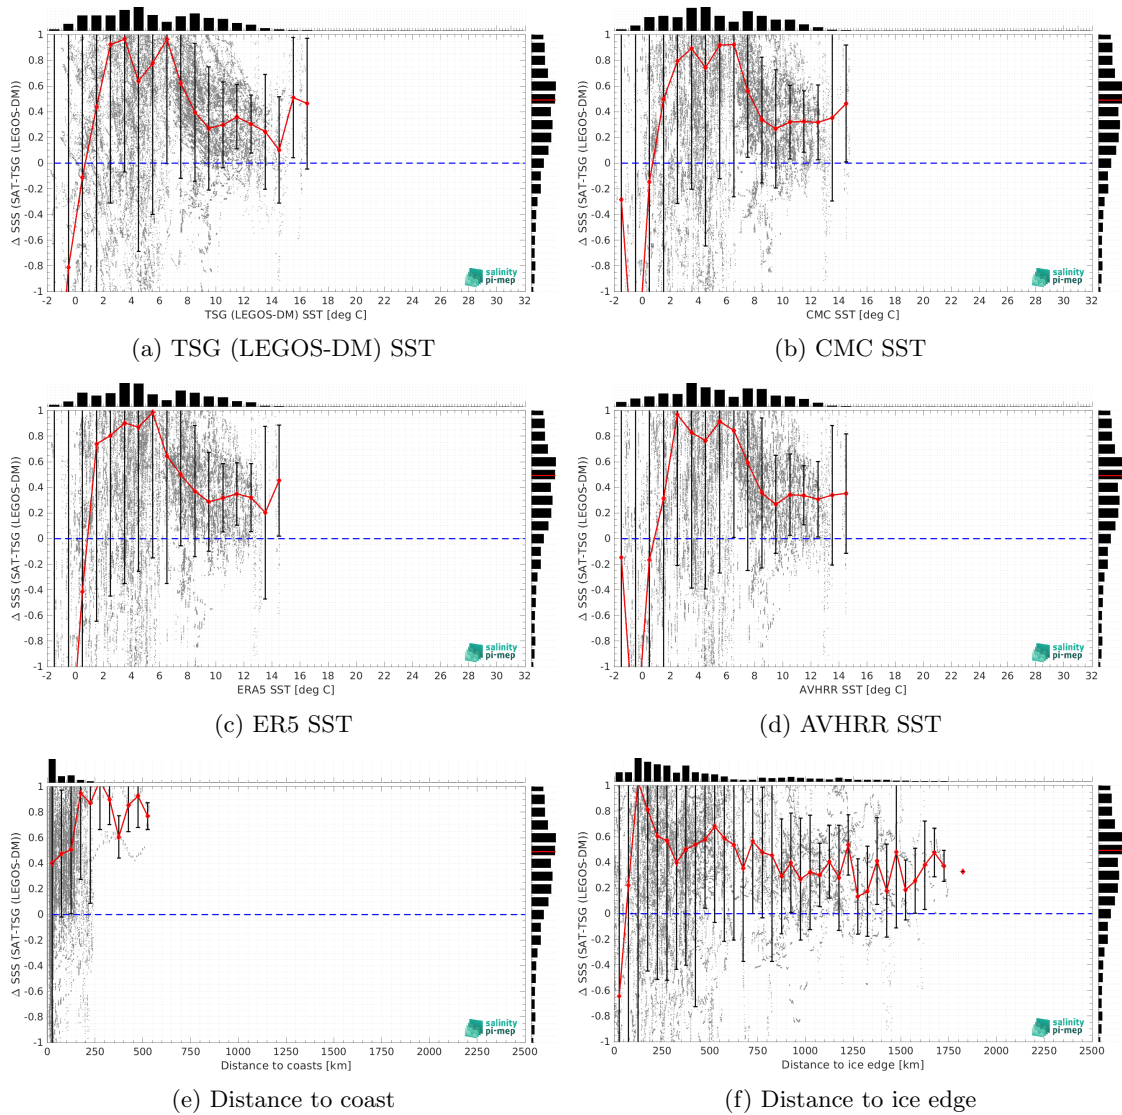 1
0.8
0.6
0.4
0.2
0
-0.2
-0.4
-0.6
-0.8
-1
Δ SSS (SAT-TSG (LEGOS-DM))
-2 0 2 4 6 8 10 12 14 16 18 20 22 24 26 28 30 32
TSG (LEGOS-DM) SST [deg C]
salinity
pi-mep
(a) TSG (LEGOS-DM) SST
1
0.8
0.6
0.4
0.2
0
-0.2
-0.4
-0.6
-0.8
-1
Δ SSS (SAT-TSG (LEGOS-DM))
-2 0 2 4 6 8 10 12 14 16 18 20 22 24 26 28 30 32
CMC SST [deg C]
salinity
pi-mep
(b) CMC SST
1
0.8
0.6
0.4
0.2
0
-0.2
-0.4
-0.6
-0.8
-1
Δ SSS (SAT-TSG (LEGOS-DM))
-2 0 2 4 6 8 10 12 14 16 18 20 22 24 26 28 30 32
ERA5 SST [deg C]
salinity
pi-mep
(c) ER5 SST
1
0.8
0.6
0.4
0.2
0
-0.2
-0.4
-0.6
-0.8
-1
Δ SSS (SAT-TSG (LEGOS-DM))
-2 0 2 4 6 8 10 12 14 16 18 20 22 24 26 28 30 32
AVHRR SST [deg C]
salinity
pi-mep
(d) AVHRR SST
1
0.8
0.6
0.4
0.2
0
-0.2
-0.4
-0.6
-0.8
-1
Δ SSS (SAT-TSG (LEGOS-DM))
0 250 500 750 1000 1250 1500 1750 2000 2250 2500
Distance to coasts [km]
salinity
pi-mep
(e) Distance to coast
1
0.8
0.6
0.4
0.2
0
-0.2
-0.4
-0.6
-0.8
-1
Δ SSS (SAT-TSG (LEGOS-DM))
0 250 500 750 1000 1250 1500 1750 2000 2250 2500
Distance to ice edge [km]
salinity
pi-mep
(f) Distance to ice edge